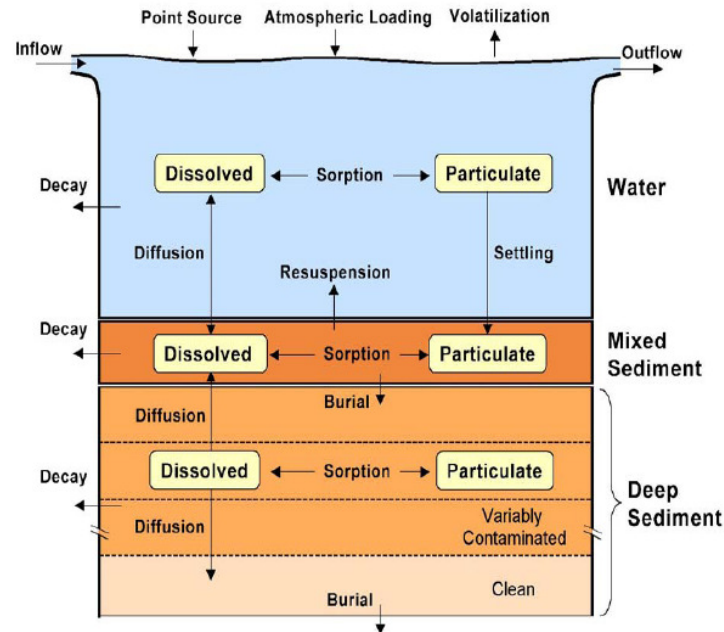 Point Source
Atmospheric Loading
Volatilization
Inflow
Outflow
Dissolved
Sorption
Particulate
Decay
Water
Diffusion
Settling
Resuspension
Decay
Dissolved
Sorption
Particulate
Mixed
Sediment
Burial
Diffusion
Dissolved
Sorption
Particulate
Decay
Deep
Sediment
Diffusion
Variably
Contaminated
Clean
Burial